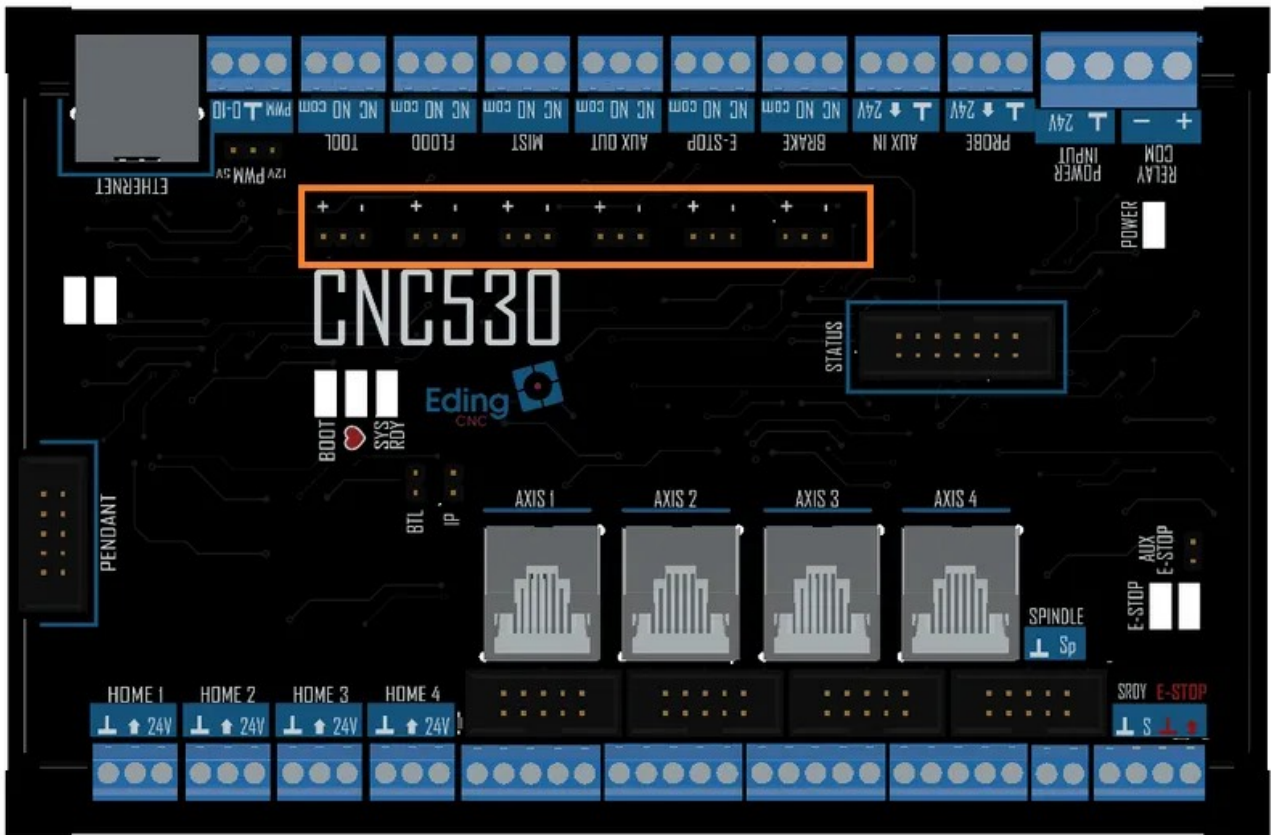 0-10 PWM
com NO NC com NO NC com NO NC com NO NC com NO NC com NO NC 24V 24V
24V - +
TOOL FLOOD MIST AUX OUT E-STOP BRAKE AUX IN PROBE
POWER INPUT
RELAY COM
ETHERNET
5V PWM 12V
+ - + - + - + - + - + -
POWER
CNC530
STATUS
Eding
CNC
BOOT
SYS RDY
BTL
IP
PENDANT
AXIS 1 AXIS 2 AXIS 3 AXIS 4
AUX E-STOP
E-STOP
SPINDLE
Sp
HOME 1 HOME 2 HOME 3 HOME 4
24V 24V 24V 24V
SRDY E-STOP
S